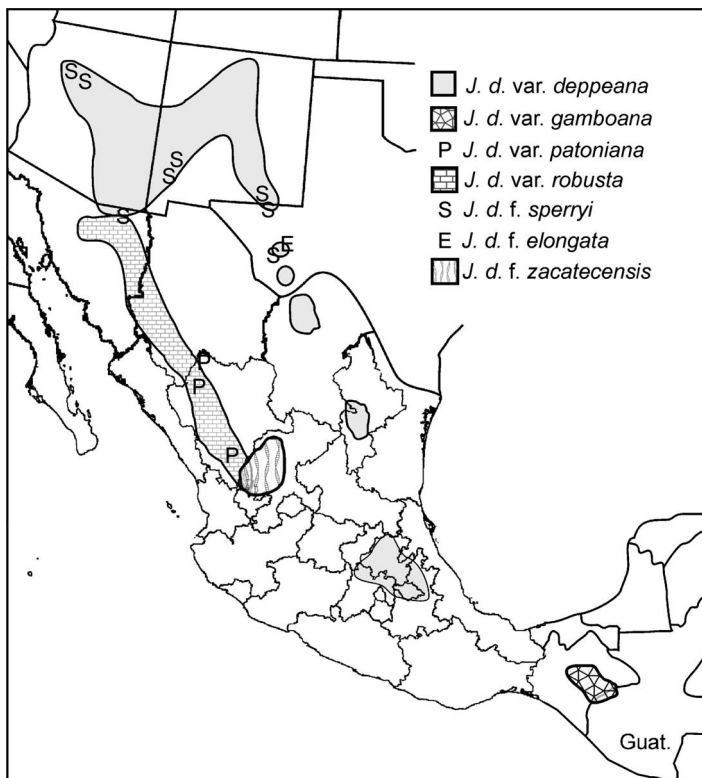 S
S
J. d. var. deppeana
J. d. var. gamboana
P J. d. var. patoniana
J. d. var. robusta
S J. d. f. sperryi
E J. d. f. elongata
J. d. f. zacatecensis
S
S
S
S
S
E
S
P
P
P
Guat.